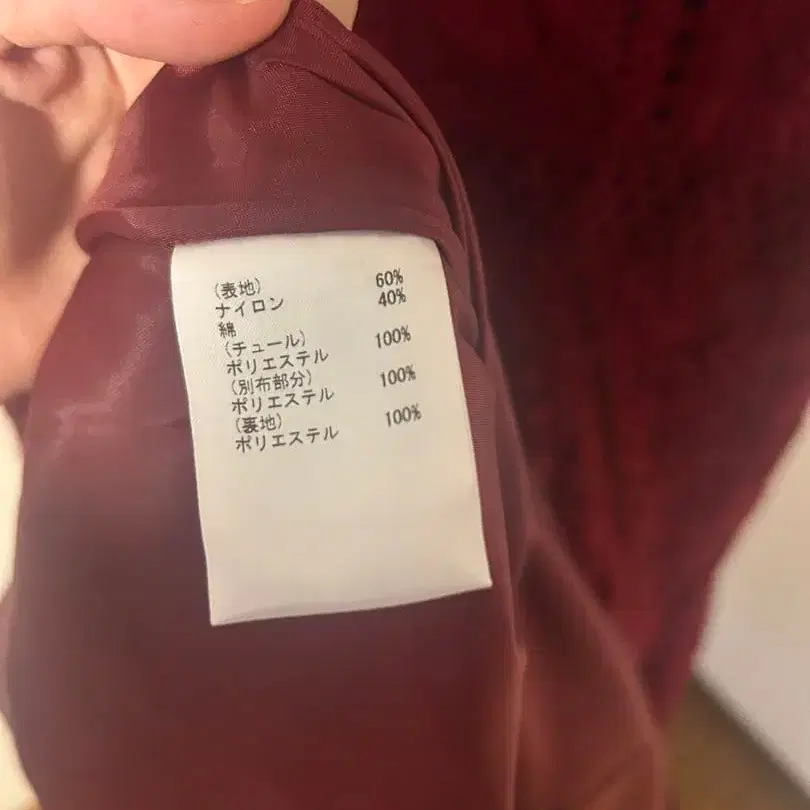 (表地)
ナイロン 60%
綿 40%
(チュール)
ポリエステル 100%
(別布部分)
ポリエステル 100%
(裏地)
ポリエステル 100%